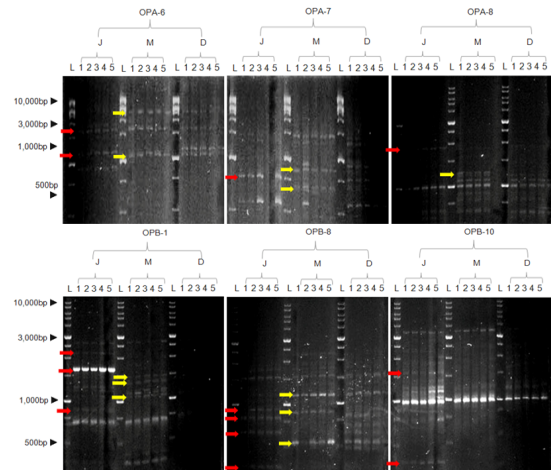 OPA-6 OPA-7 OPA-8
J M D J M D J M D
L 1 2 3 4 5 L 1 2 3 4 5 L 1 2 3 4 5 L 1 2 3 4 5 L 1 2 3 4 5 L 1 2 3 4 5 L 1 2 3 4 5 L 1 2 3 4 5 L 1 2 3 4 5
10,000bp
3,000bp
1,000bp
500bp
OPB-1 OPB-8 OPB-10
J M D J M D J M D
L 1 2 3 4 5 L 1 2 3 4 5 L 1 2 3 4 5 L 1 2 3 4 5 L 1 2 3 4 5 L 1 2 3 4 5 L 1 2 3 4 5 L 1 2 3 4 5 L 1 2 3 4 5
10,000bp
3,000bp
1,000bp
500bp